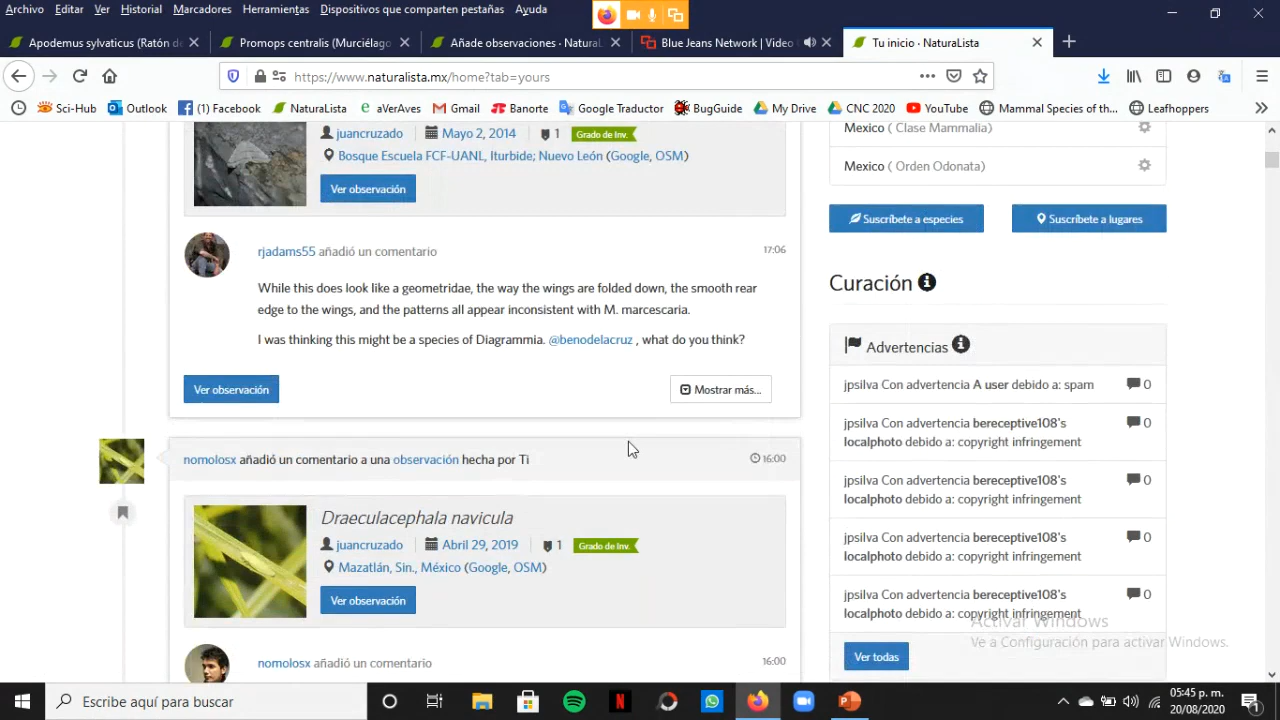 Archivo Editar Ver Historial Marcadores Herramientas Dispositivos que comparten pestañas Ayuda
Apodemus sylvaticus (Ratón de Promops centralis (Murciélago Añade observaciones · Natural Blue Jeans Network | Video Tu inicio · NaturaLista
https://www.naturalista.mx/home?tab=yours
Sci-Hub Outlook (1) Facebook NaturaLista aVerAves Gmail Banorte Google Traductor BugGuide My Drive CNC 2020 YouTube Mammal Species of th... Leafhoppers
juancruzado Mayo 2, 2014 1 Grado de Inv.
Bosque Escuela FCF-UANL, Iturbide; Nuevo León (Google, OSM)
Ver observación
rjadams55 añadió un comentario 17:06
While this does look like a geometridae, the way the wings are folded down, the smooth rear
edge to the wings, and the patterns all appear inconsistent with M. marcescaria.
I was thinking this might be a species of Diagrammia. @benodelacruz , what do you think?
Ver observación Mostrar más...
nomolosx añadió un comentario a una observación hecha por Ti 16:00
Draeculacephala navicula
juancruzado Abril 29, 2019 1 Grado de Inv.
Mazatlán, Sin., México (Google, OSM)
Ver observación
nomolosx añadió un comentario 16:00
Mexico ( Clase Mammalia)
Mexico ( Orden Odonata)
Suscríbete a especies Suscríbete a lugares
Curación
Advertencias
jpsilva Con advertencia A user debido a: spam 0
jpsilva Con advertencia bereceptive108's 0
localphoto debido a: copyright infringement
jpsilva Con advertencia bereceptive108's 0
localphoto debido a: copyright infringement
jpsilva Con advertencia bereceptive108's 0
localphoto debido a: copyright infringement
jpsilva Con advertencia bereceptive108's 0
localphoto debido a: copyright infringement
Activar Windows
Ve a Configuración para activar Windows.
Ver todas
Escribe aquí para buscar
05:45 p. m.
20/08/2020
1